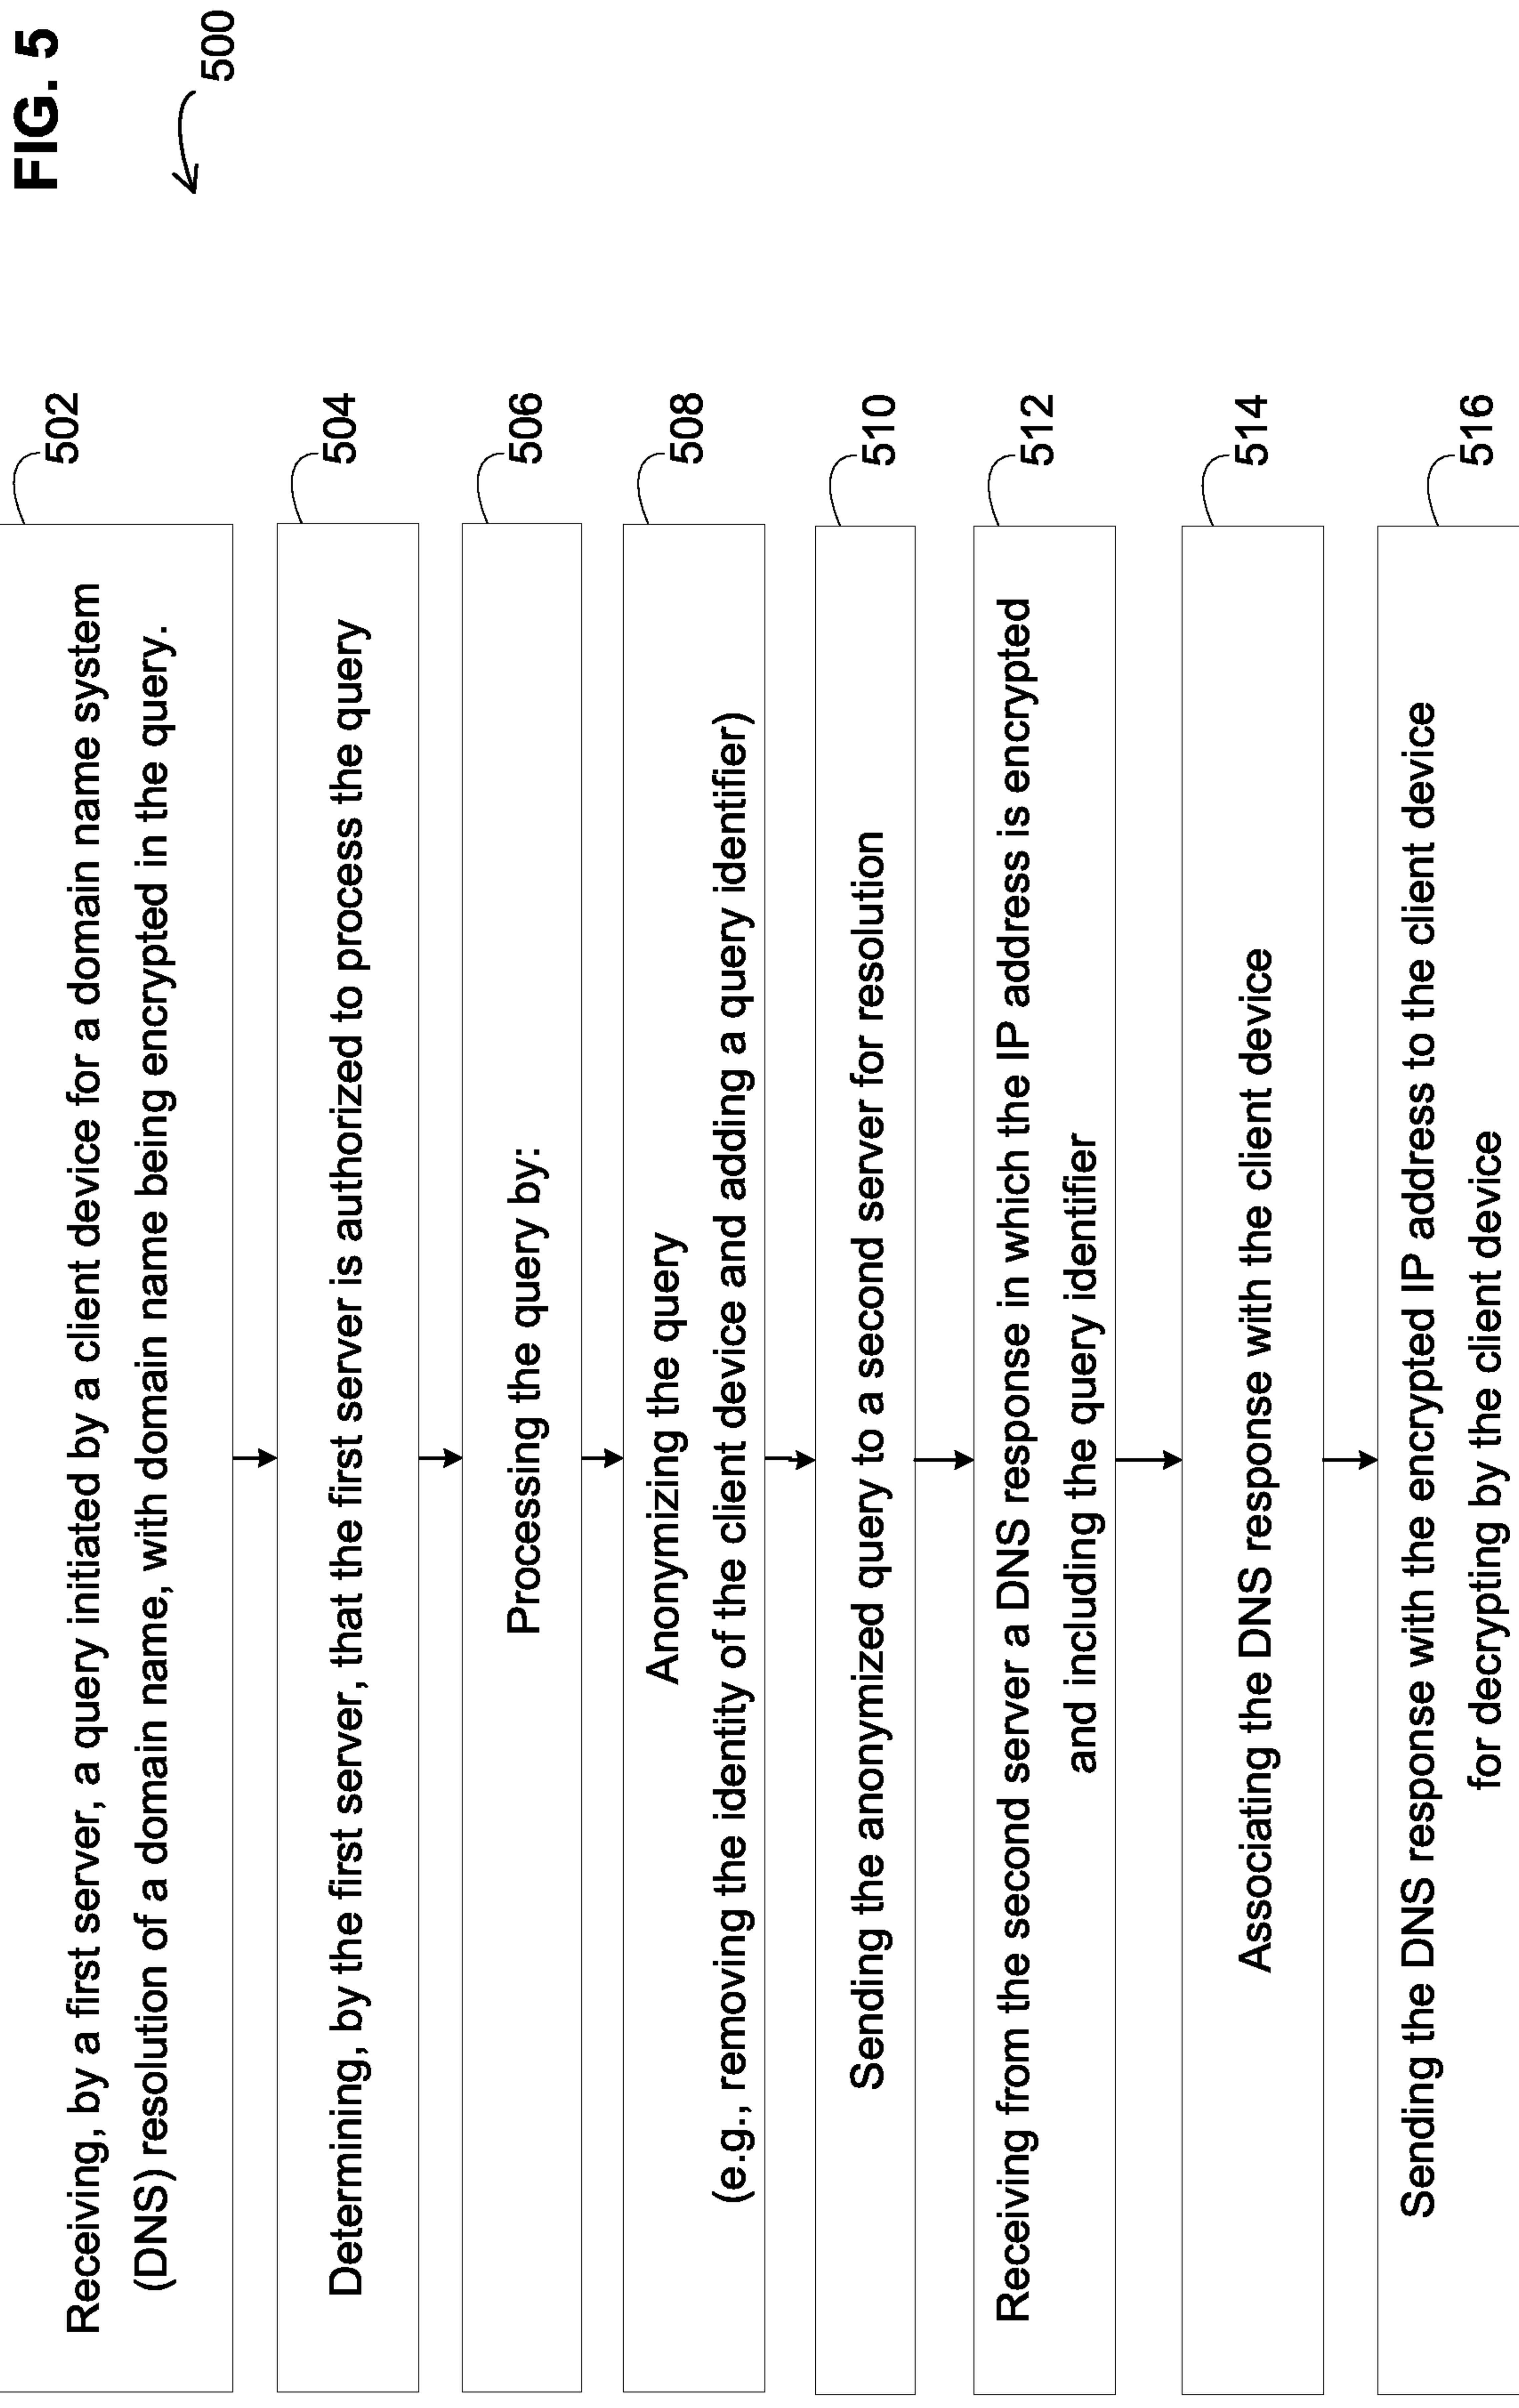 FIG. 5
500
502
Receiving, by a first server, a query initiated by a client device for a domain name system
(DNS) resolution of a domain name, with domain name being encrypted in the query.
504
Determining, by the first server, that the first server is authorized to process the query
506
Processing the query by:
508
Anonymizing the query
(e.g., removing the identity of the client device and adding a query identifier)
510
Sending the anonymized query to a second server for resolution
512
Receiving from the second server a DNS response in which the IP address is encrypted
and including the query identifier
514
Associating the DNS response with the client device
516
Sending the DNS response with the encrypted IP address to the client device
for decrypting by the client device